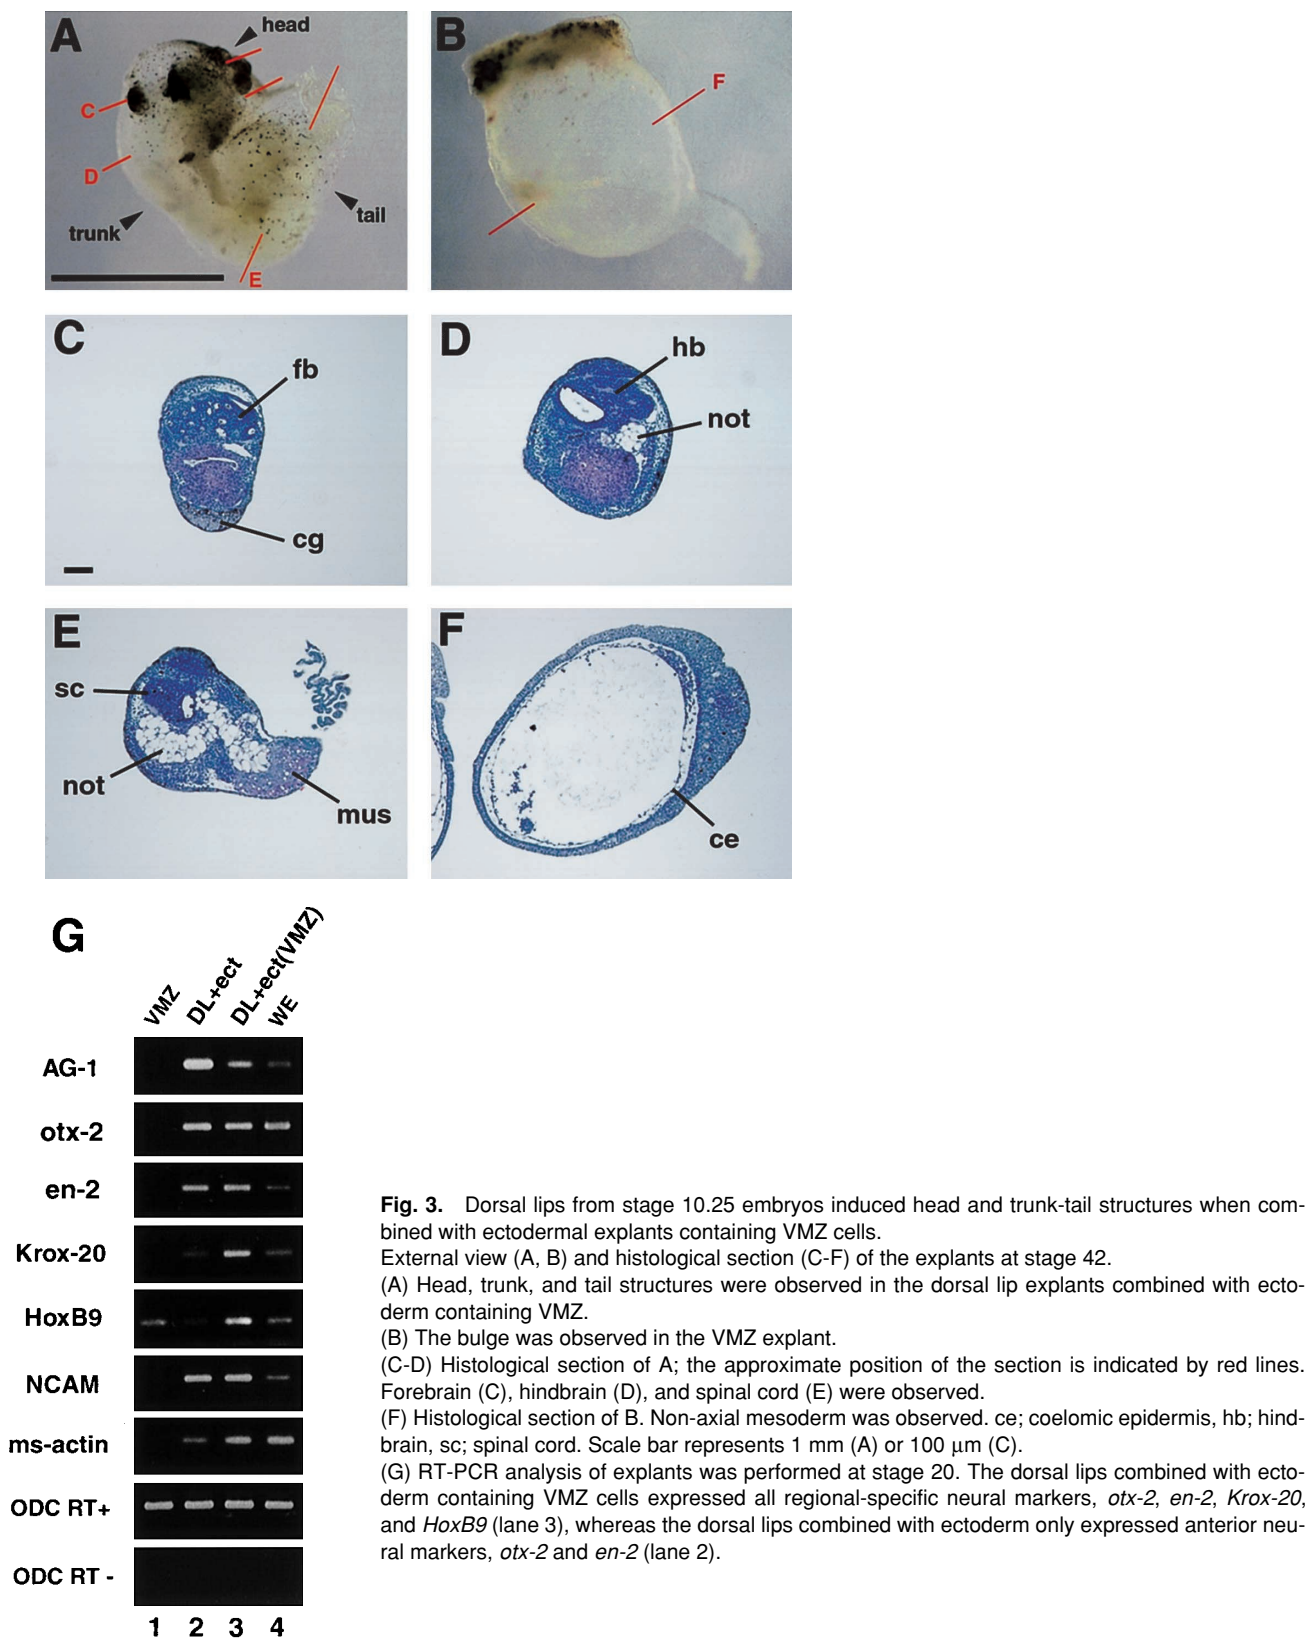 A
head
C
D
trunk
tail
E
B
F
C
fb
cg
D
hb
not
E
sc
not
mus
F
ce
G
VMZ
DL+ect
DL+ect(VMZ)
WE
AG-1
otx-2
en-2
Krox-20
HoxB9
NCAM
ms-actin
ODC RT+
ODC RT -
1 2 3 4
Fig. 3. Dorsal lips from stage 10.25 embryos induced head and trunk-tail structures when com-
bined with ectodermal explants containing VMZ cells.
External view (A, B) and histological section (C-F) of the explants at stage 42.
(A) Head, trunk, and tail structures were observed in the dorsal lip explants combined with ecto-
derm containing VMZ.
(B) The bulge was observed in the VMZ explant.
(C-D) Histological section of A; the approximate position of the section is indicated by red lines.
Forebrain (C), hindbrain (D), and spinal cord (E) were observed.
(F) Histological section of B. Non-axial mesoderm was observed. ce; coelomic epidermis, hb; hind-
brain, sc; spinal cord. Scale bar represents 1 mm (A) or 100 μm (C).
(G) RT-PCR analysis of explants was performed at stage 20. The dorsal lips combined with ecto-
derm containing VMZ cells expressed all regional-specific neural markers, otx-2, en-2, Krox-20,
and HoxB9 (lane 3), whereas the dorsal lips combined with ectoderm only expressed anterior neu-
ral markers, otx-2 and en-2 (lane 2).